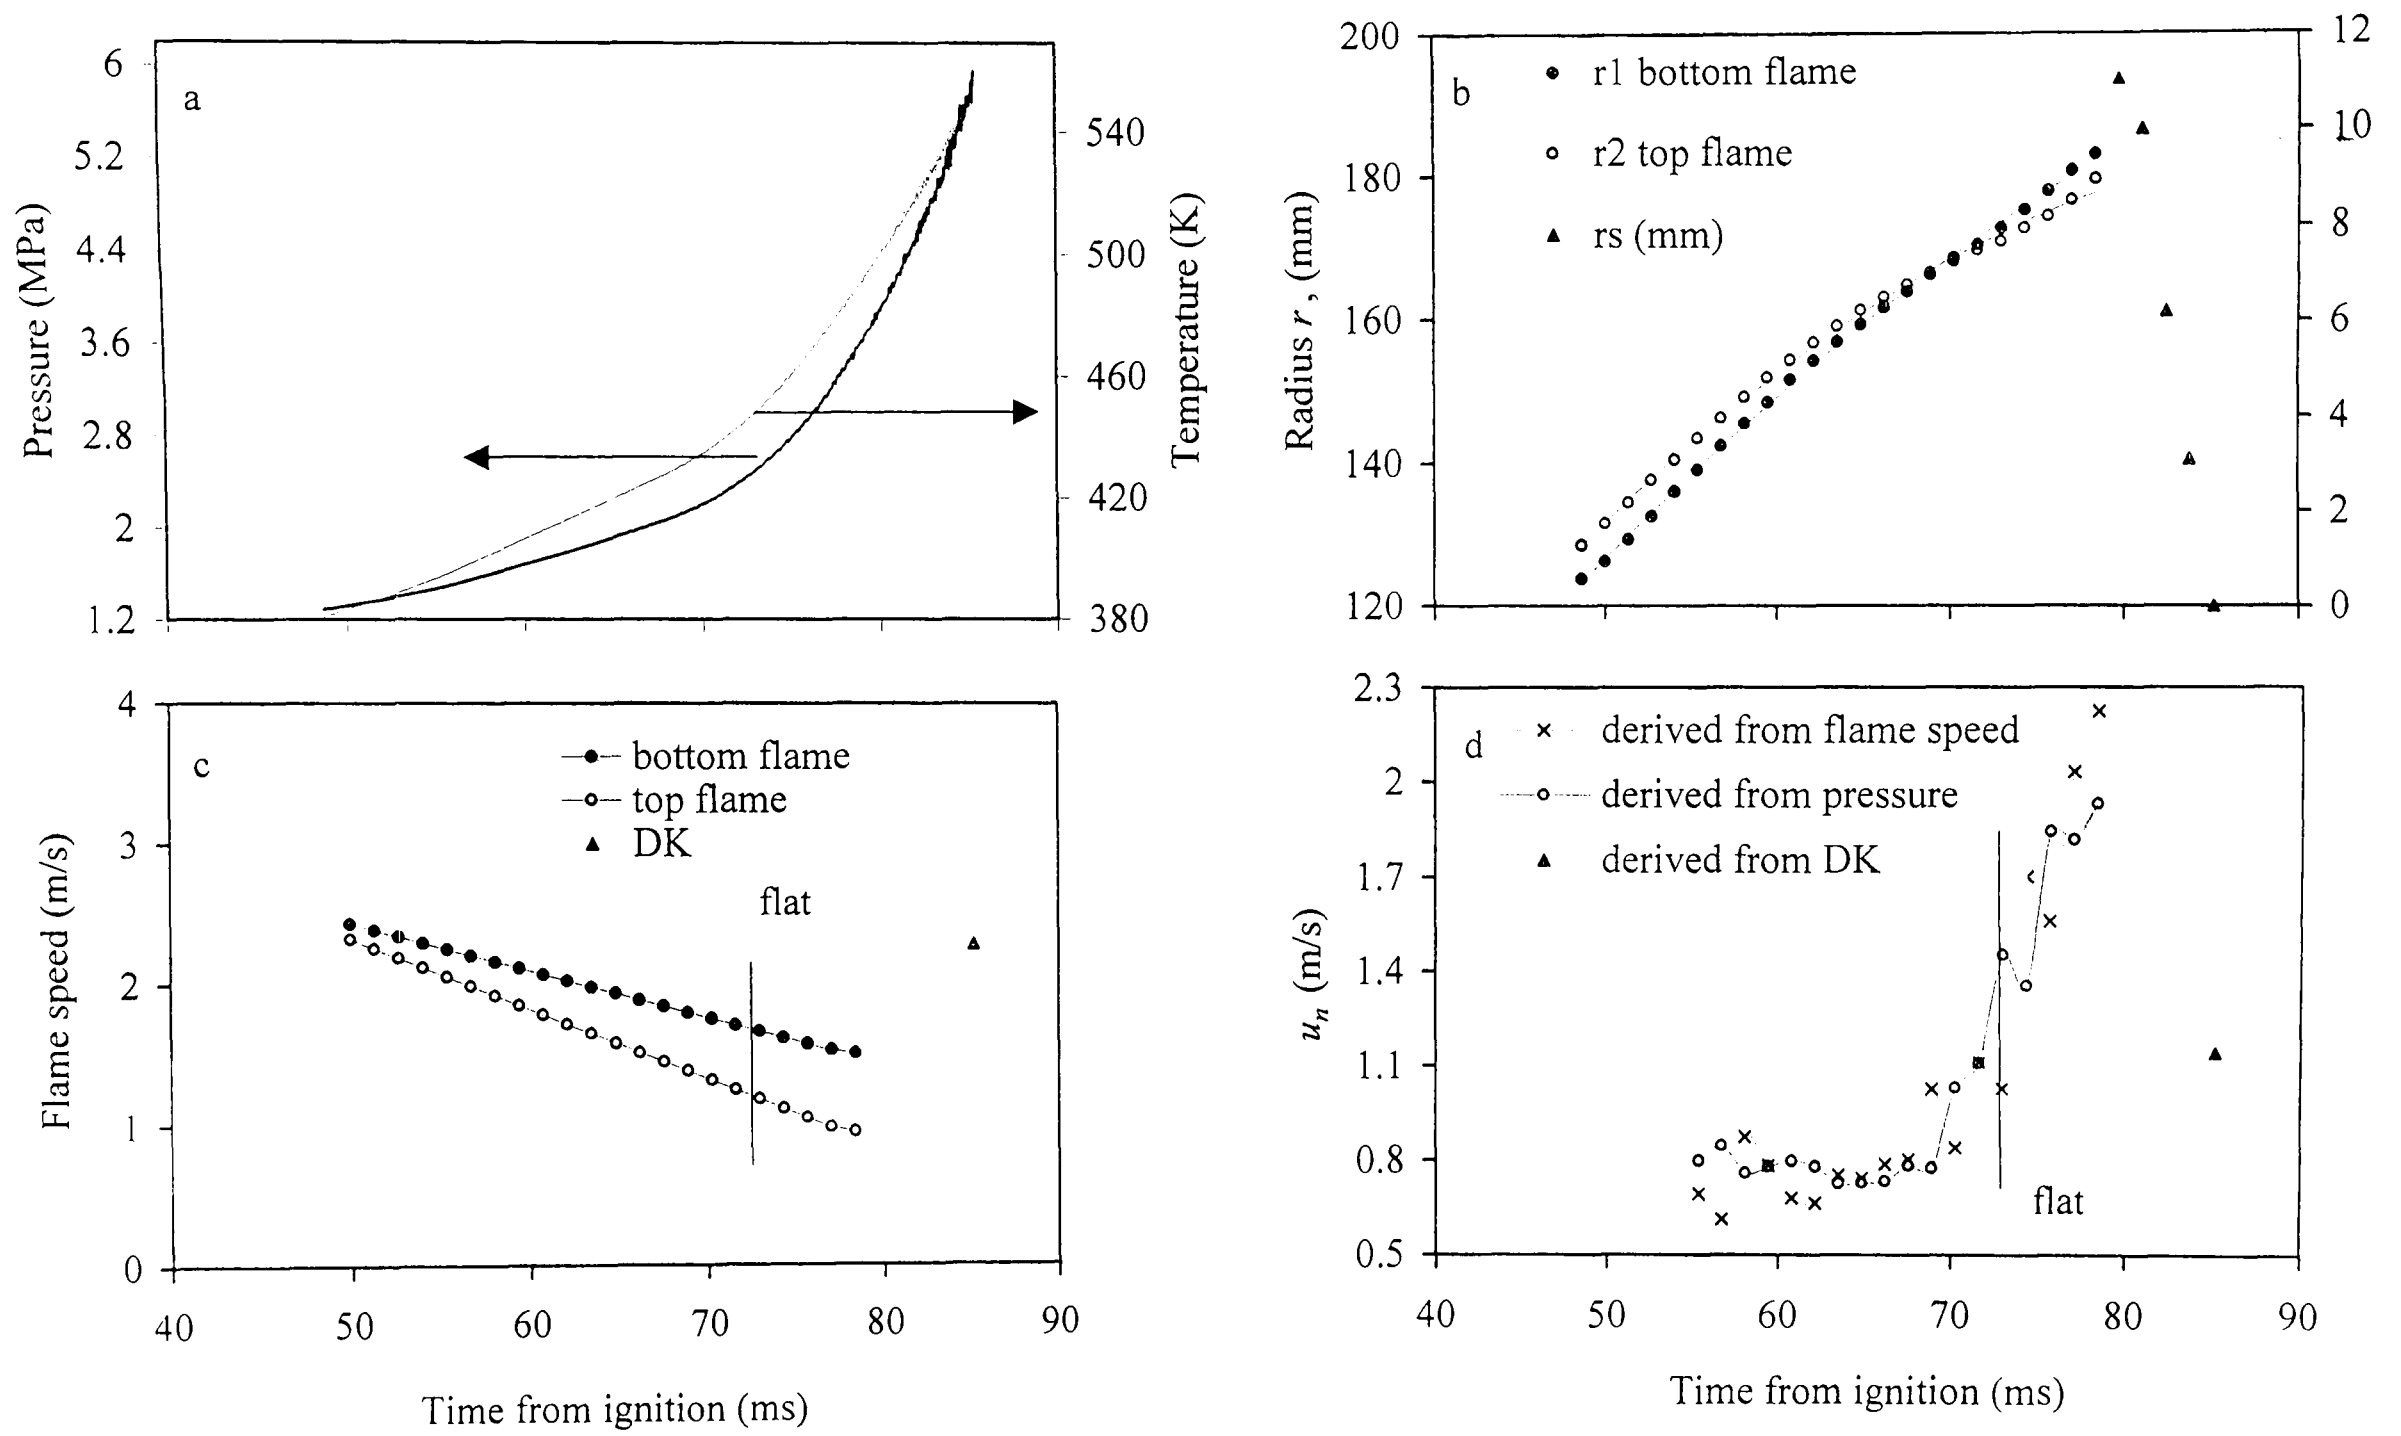 a
Pressure (MPa)
6
5.2
4.4
3.6
2.8
2
1.2
540
500
460
420
380
Temperature (K)
b
r1 bottom flame
r2 top flame
rs (mm)
Radius r, (mm)
200
180
160
140
120
12
10
8
6
4
2
0
c
bottom flame
top flame
DK
flat
Flame speed (m/s)
4
3
2
1
0
40 50 60 70 80 90
Time from ignition (ms)
d
derived from flame speed
derived from pressure
derived from DK
flat
un (m/s)
2.3
2
1.7
1.4
1.1
0.8
0.5
40 50 60 70 80 90
Time from ignition (ms)